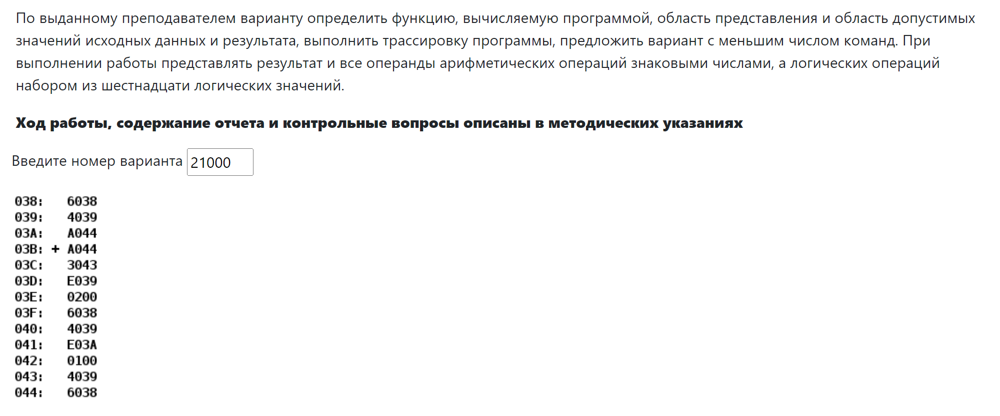 По выданному преподавателем варианту определить функцию, вычисляемую программой, область представления и область допустимых
значений исходных данных и результата, выполнить трассировку программы, предложить вариант с меньшим числом команд. При
выполнении работы представлять результат и все операнды арифметических операций знаковыми числами, а логических операций
набором из шестнадцати логических значений.
Ход работы, содержание отчета и контрольные вопросы описаны в методических указаниях
Введите номер варианта 21000
038: 6038
039: 4039
03A: A044
03B: + A044
03C: 3043
03D: E039
03E: 0200
03F: 6038
040: 4039
041: E03A
042: 0100
043: 4039
044: 6038